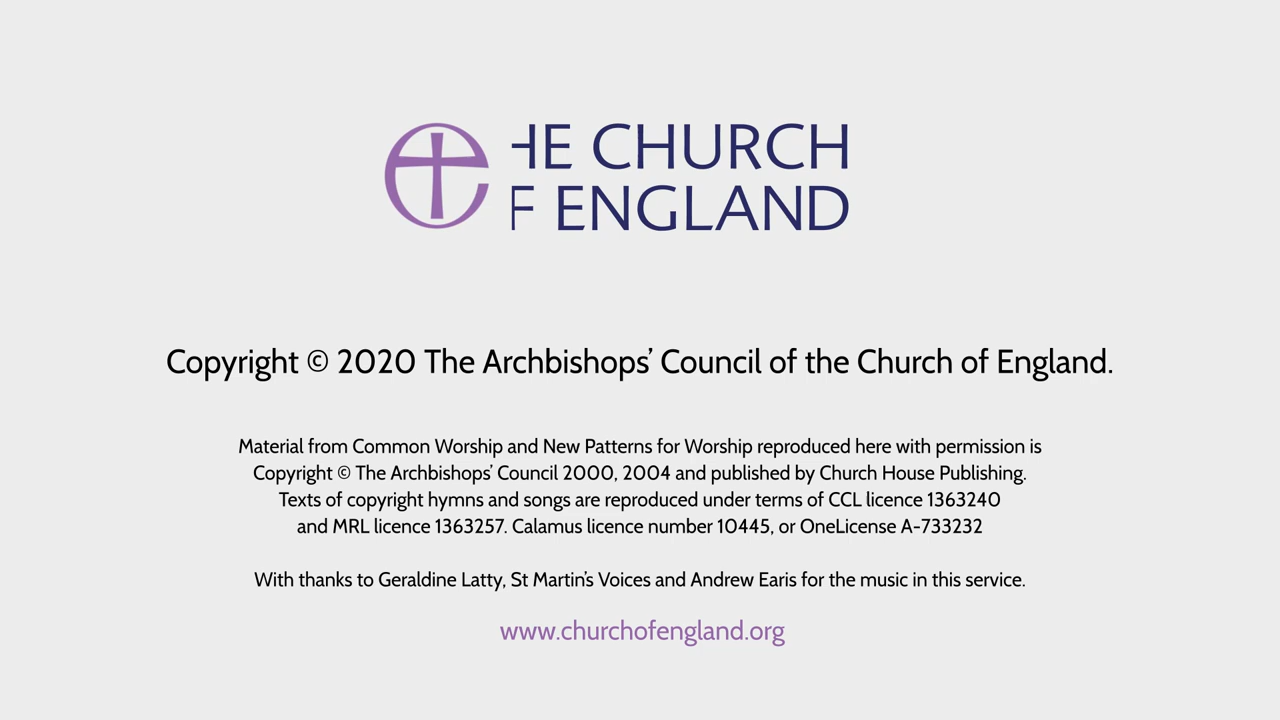 HE CHURCH
F ENGLAND
Copyright © 2020 The Archbishops’ Council of the Church of England.
Material from Common Worship and New Patterns for Worship reproduced here with permission is
Copyright © The Archbishops’ Council 2000, 2004 and published by Church House Publishing.
Texts of copyright hymns and songs are reproduced under terms of CCL licence 1363240
and MRL licence 1363257. Calamus licence number 10445, or OneLicense A-733232
With thanks to Geraldine Latty, St Martin’s Voices and Andrew Earis for the music in this service.
www.churchofengland.org